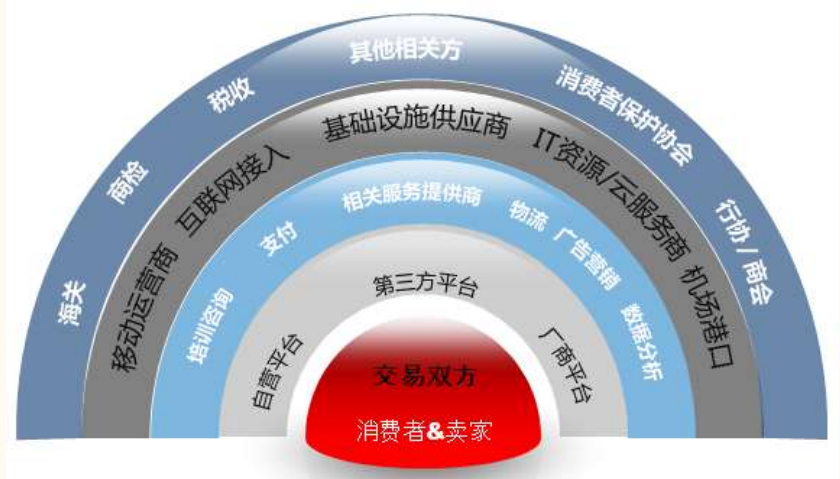 其他相关方
税收
消费者保护协会
商检
行协 / 商会
海关
基础设施供应商
互联网接入
IT资源/云服务商
移动运营商
机场港口
相关服务提供商
支付
物流
广告营销
培训咨询
数据分析
第三方平台
自营平台
厂商平台
交易双方
消费者&卖家